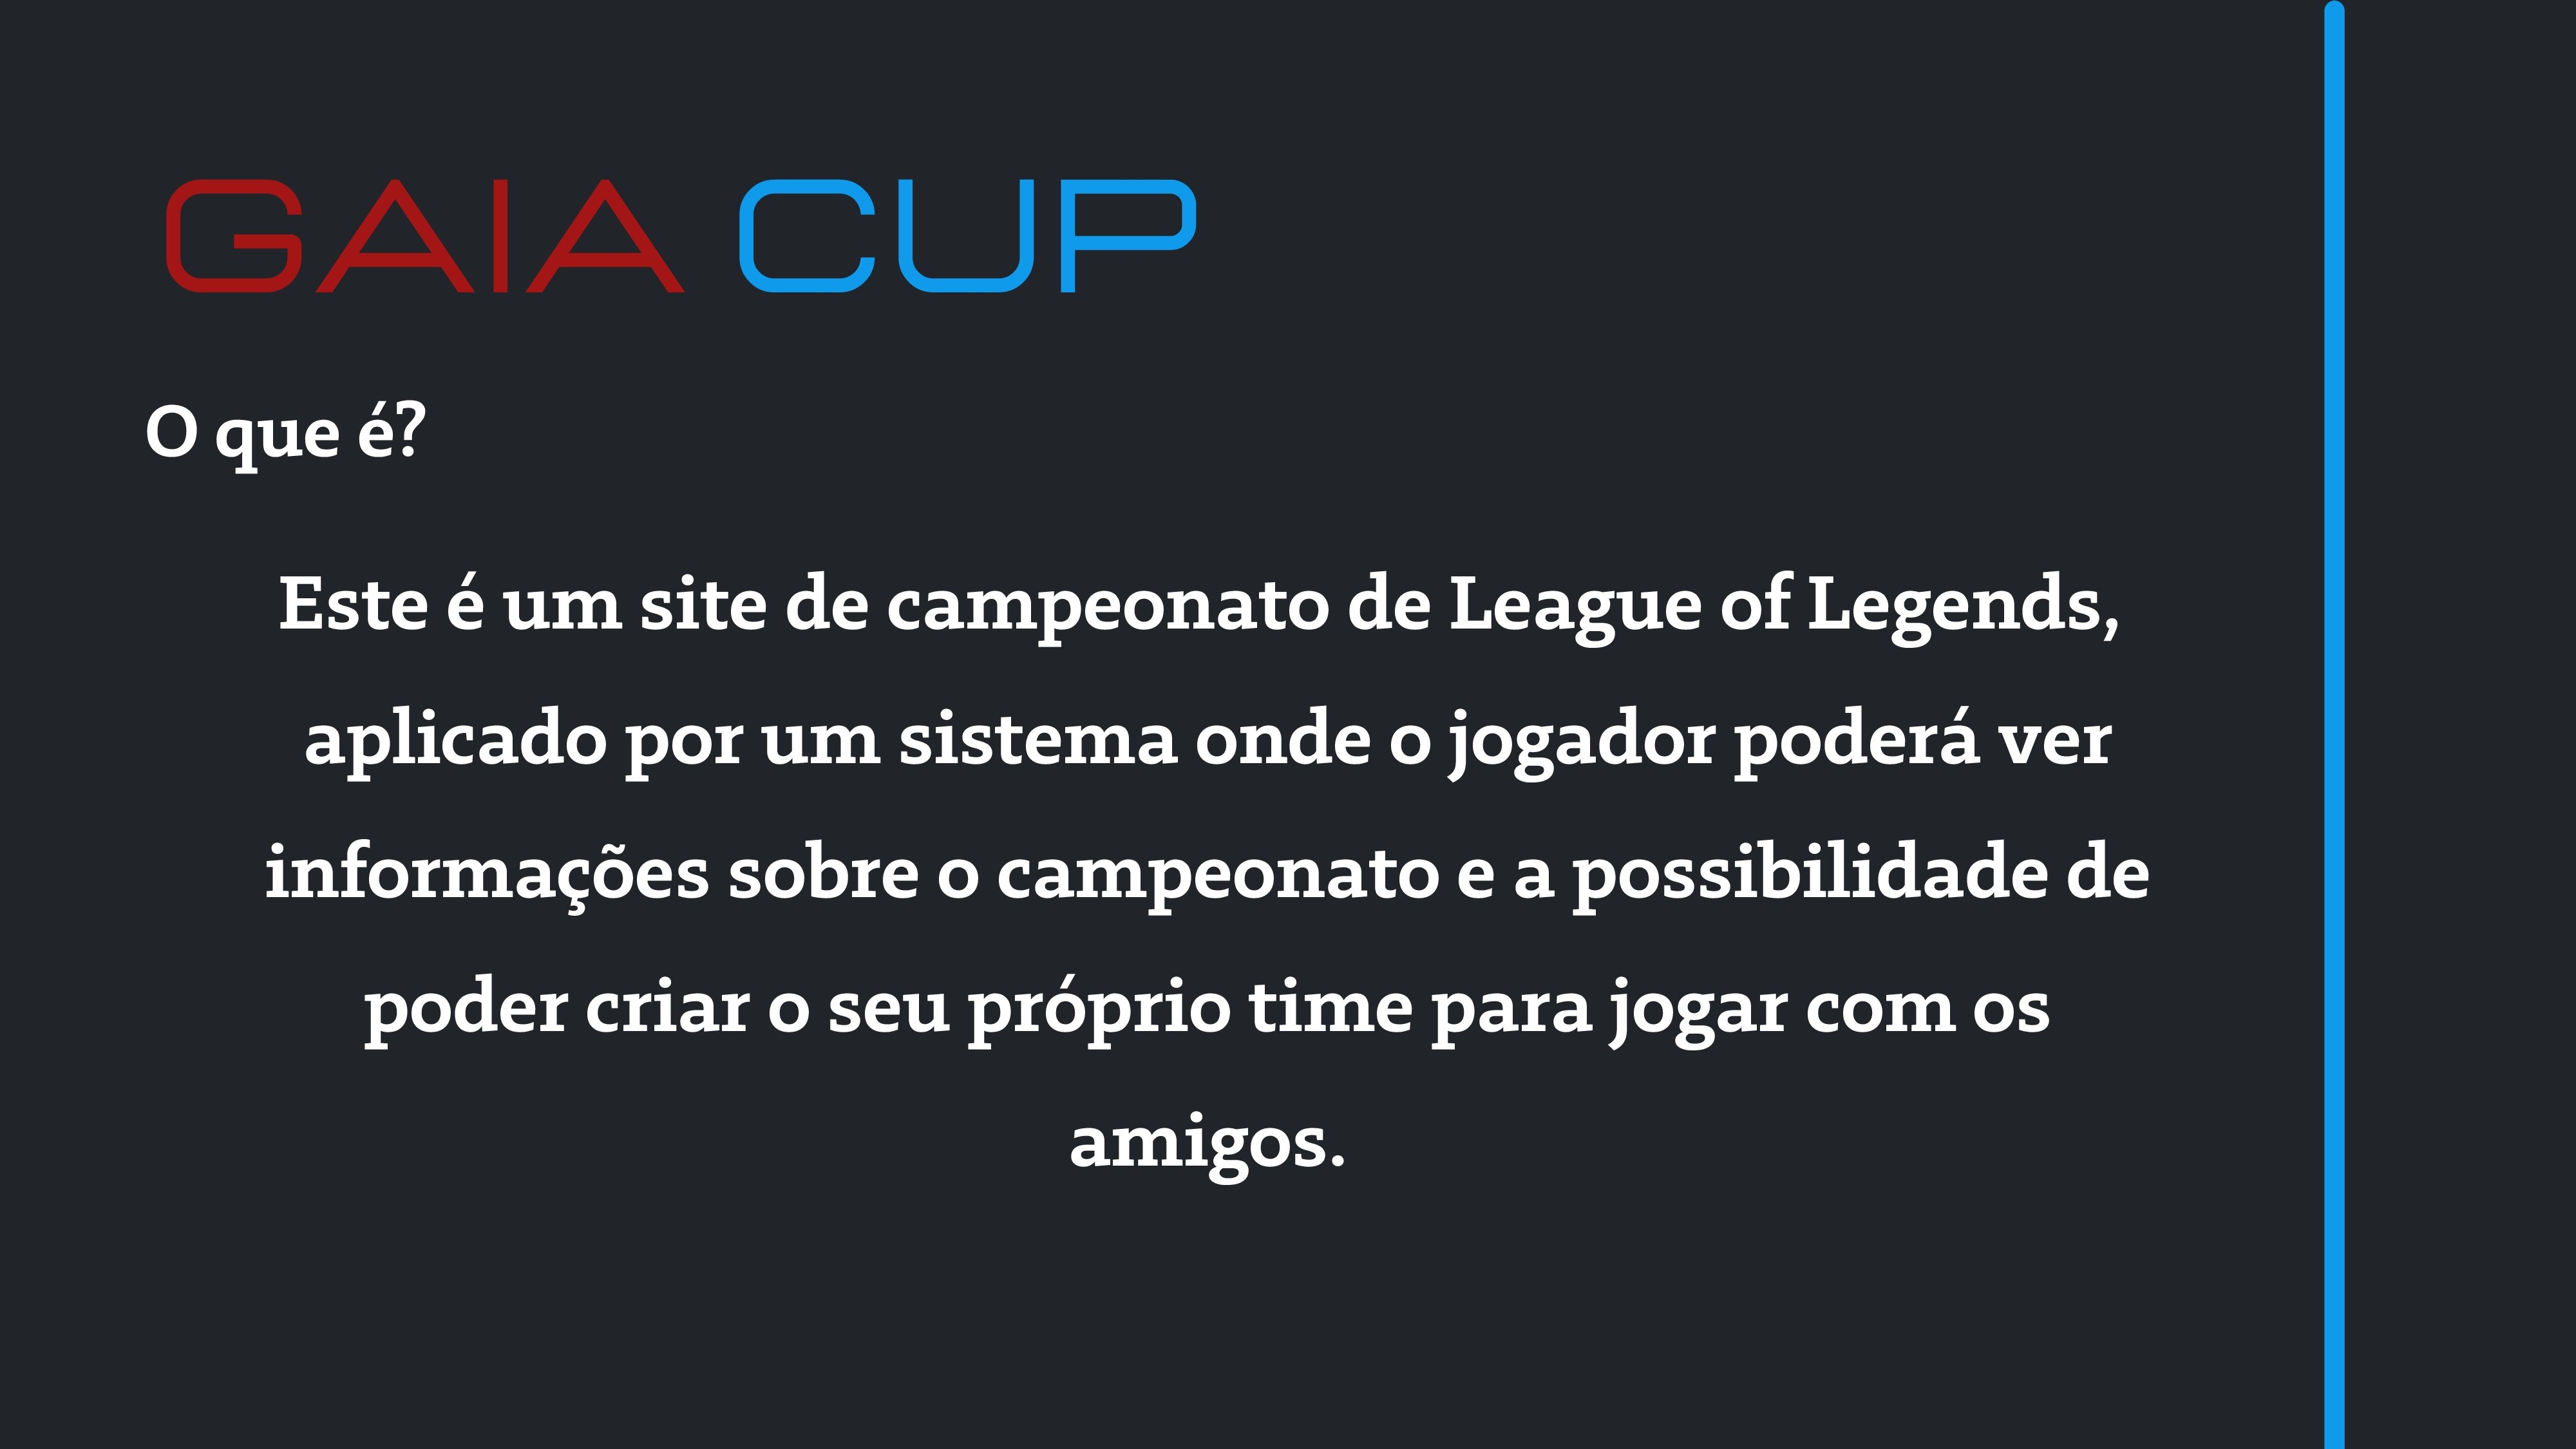 GAIA CUP
O que é?
Este é um site de campeonato de League of Legends,
aplicado por um sistema onde o jogador poderá ver
informações sobre o campeonato e a possibilidade de
poder criar o seu próprio time para jogar com os
amigos.